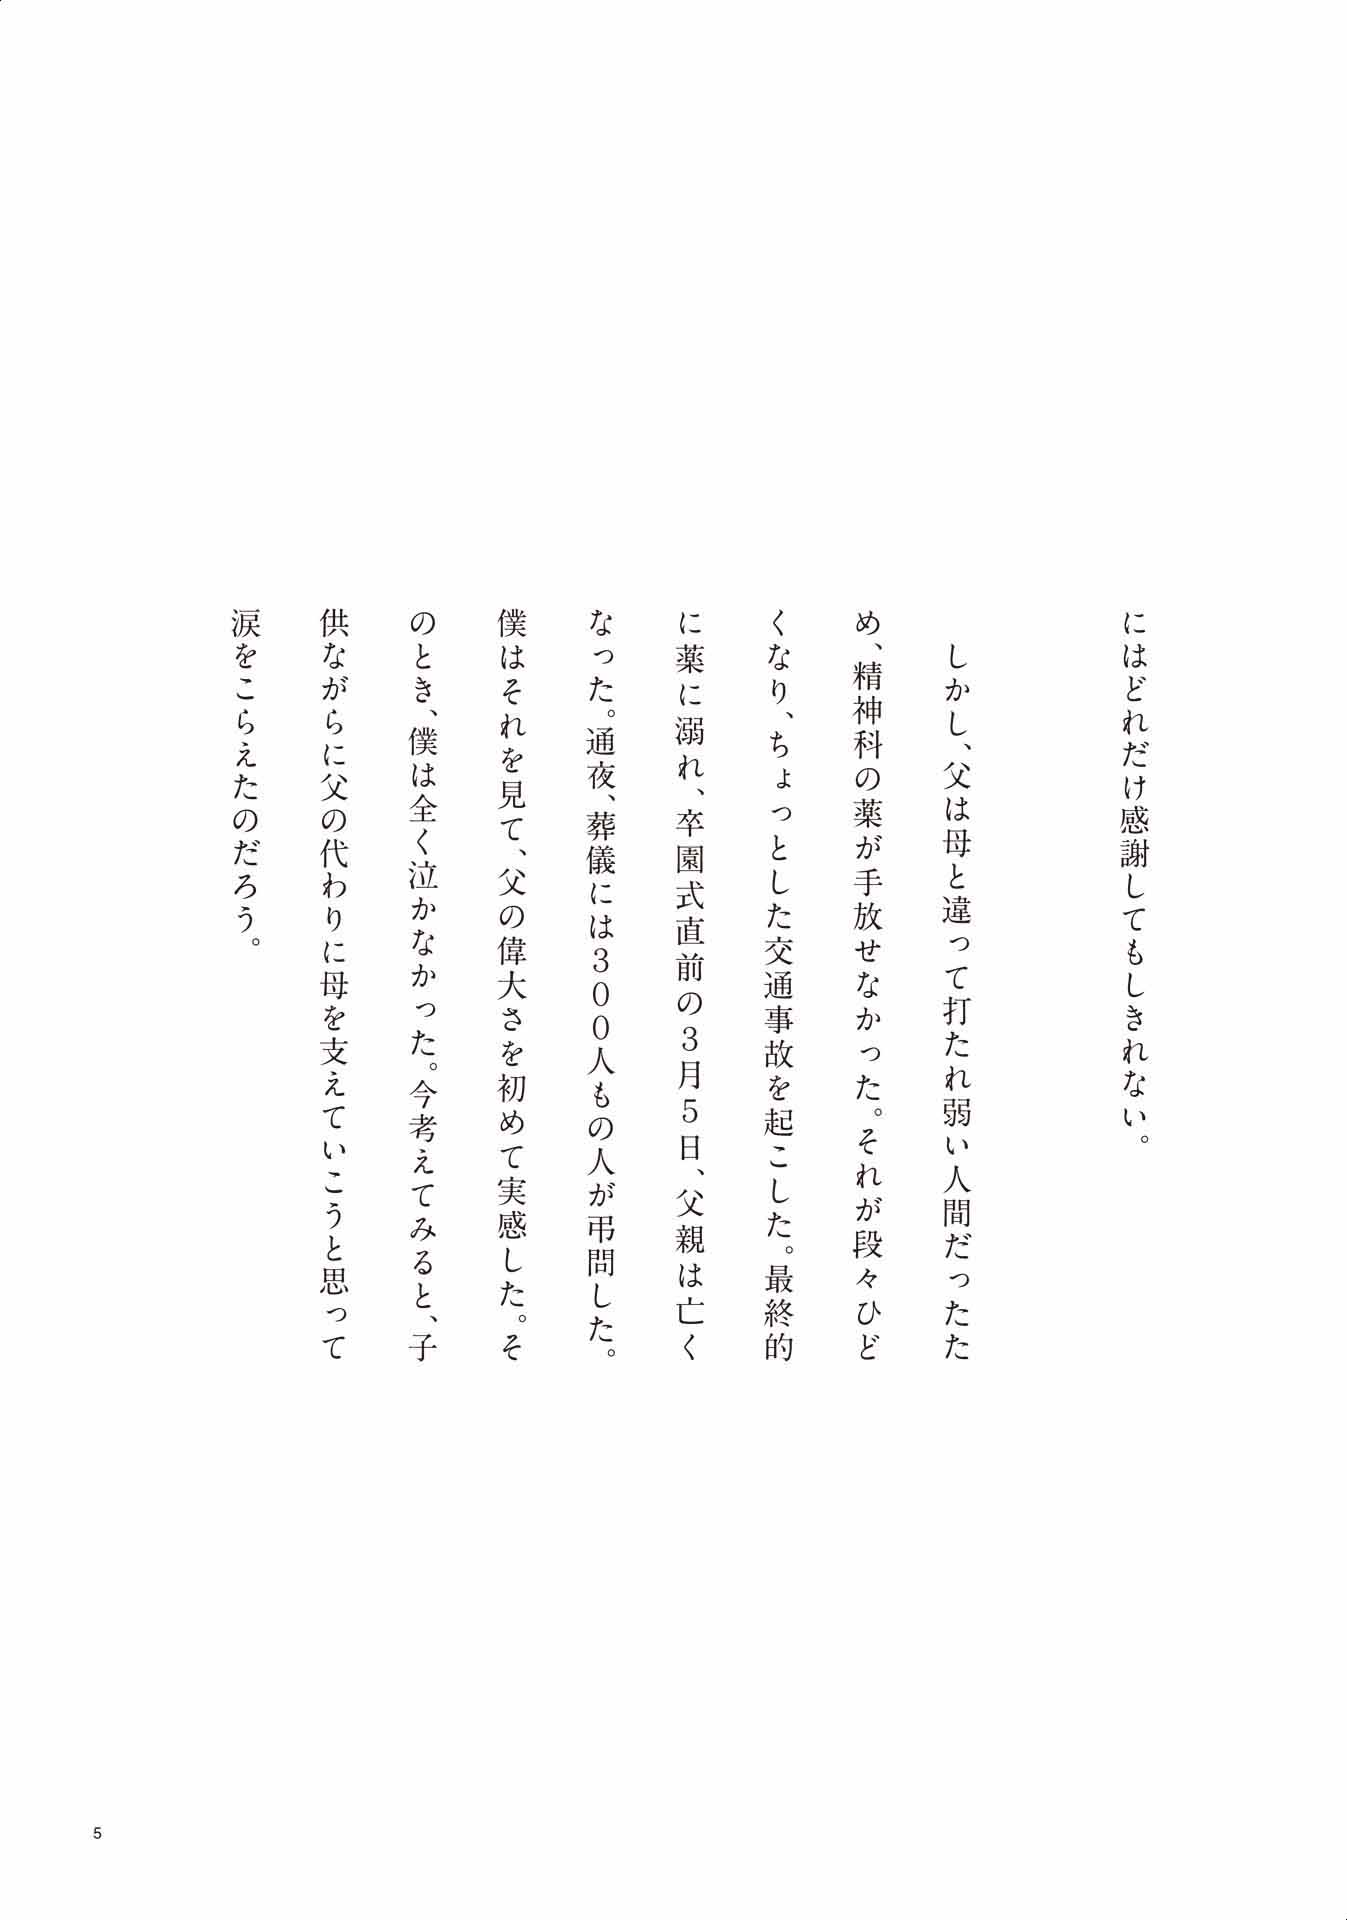 にはどれだけ感謝してもしきれない。
しかし、父は母と違って打たれ弱い人間だったた
め、精神科の薬が手放せなかった。それが段々ひど
くなり、ちょっとした交通事故を起こした。最終的
に薬に溺れ、卒園式直前の3月5日、父親は亡く
なった。通夜、葬儀には300人もの人が弔問した。
僕はそれを見て、父の偉大さを初めて実感した。そ
のとき、僕は全く泣かなかった。今考えてみると、子
供ながらに父の代わりに母を支えていこうと思って
涙をこらえたのだろう。
5